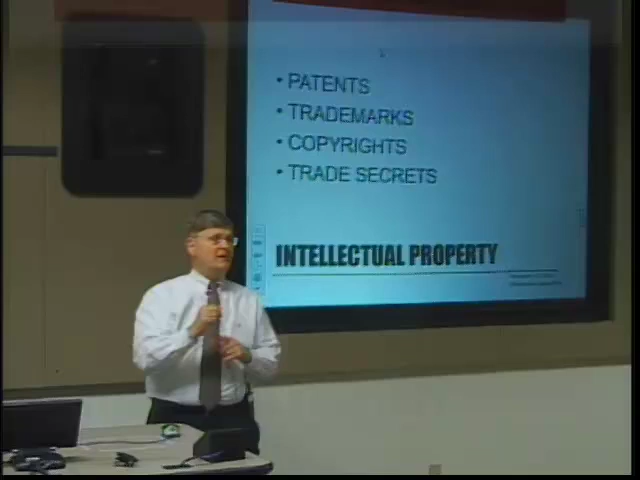 • PATENTS
• TRADEMARKS
• COPYRIGHTS
• TRADE SECRETS
INTELLECTUAL PROPERTY